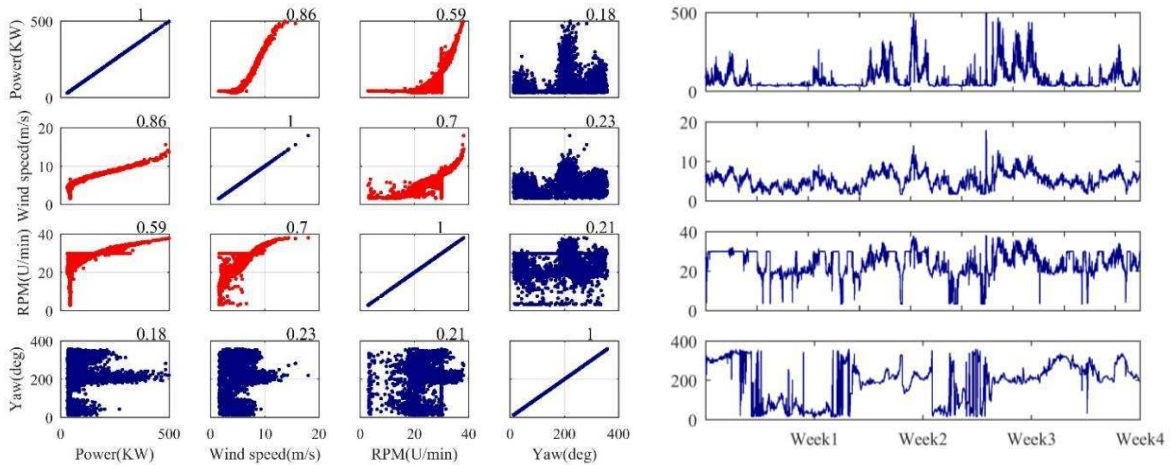 1 0.86 0.59 0.18
500
0
Power(KW)
500
0
0.86 1 0.7 0.23
20
10
0
Wind speed(m/s)
20
10
0
0.59 0.7 1 0.21
40
20
0
RPM(U/min)
40
20
0
0.18 0.23 0.21 1
400
200
0
Yaw(deg)
400
200
0
0 500 0 10 20 0 20 40 0 200 400
Power(KW) Wind speed(m/s) RPM(U/min) Yaw(deg)
Week1 Week2 Week3 Week4